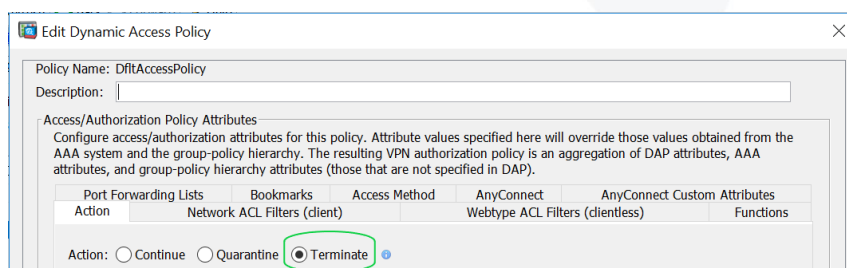 Edit Dynamic Access Policy
Policy Name: DfltAccessPolicy
Description:
Access/Authorization Policy Attributes
Configure access/authorization attributes for this policy. Attribute values specified here will override those values obtained from the
AAA system and the group-policy hierarchy. The resulting VPN authorization policy is an aggregation of DAP attributes, AAA
attributes, and group-policy hierarchy attributes (those that are not specified in DAP).
Port Forwarding Lists Bookmarks Access Method AnyConnect AnyConnect Custom Attributes
Action Network ACL Filters (client) Webtype ACL Filters (clientless) Functions
Action: Continue Quarantine Terminate